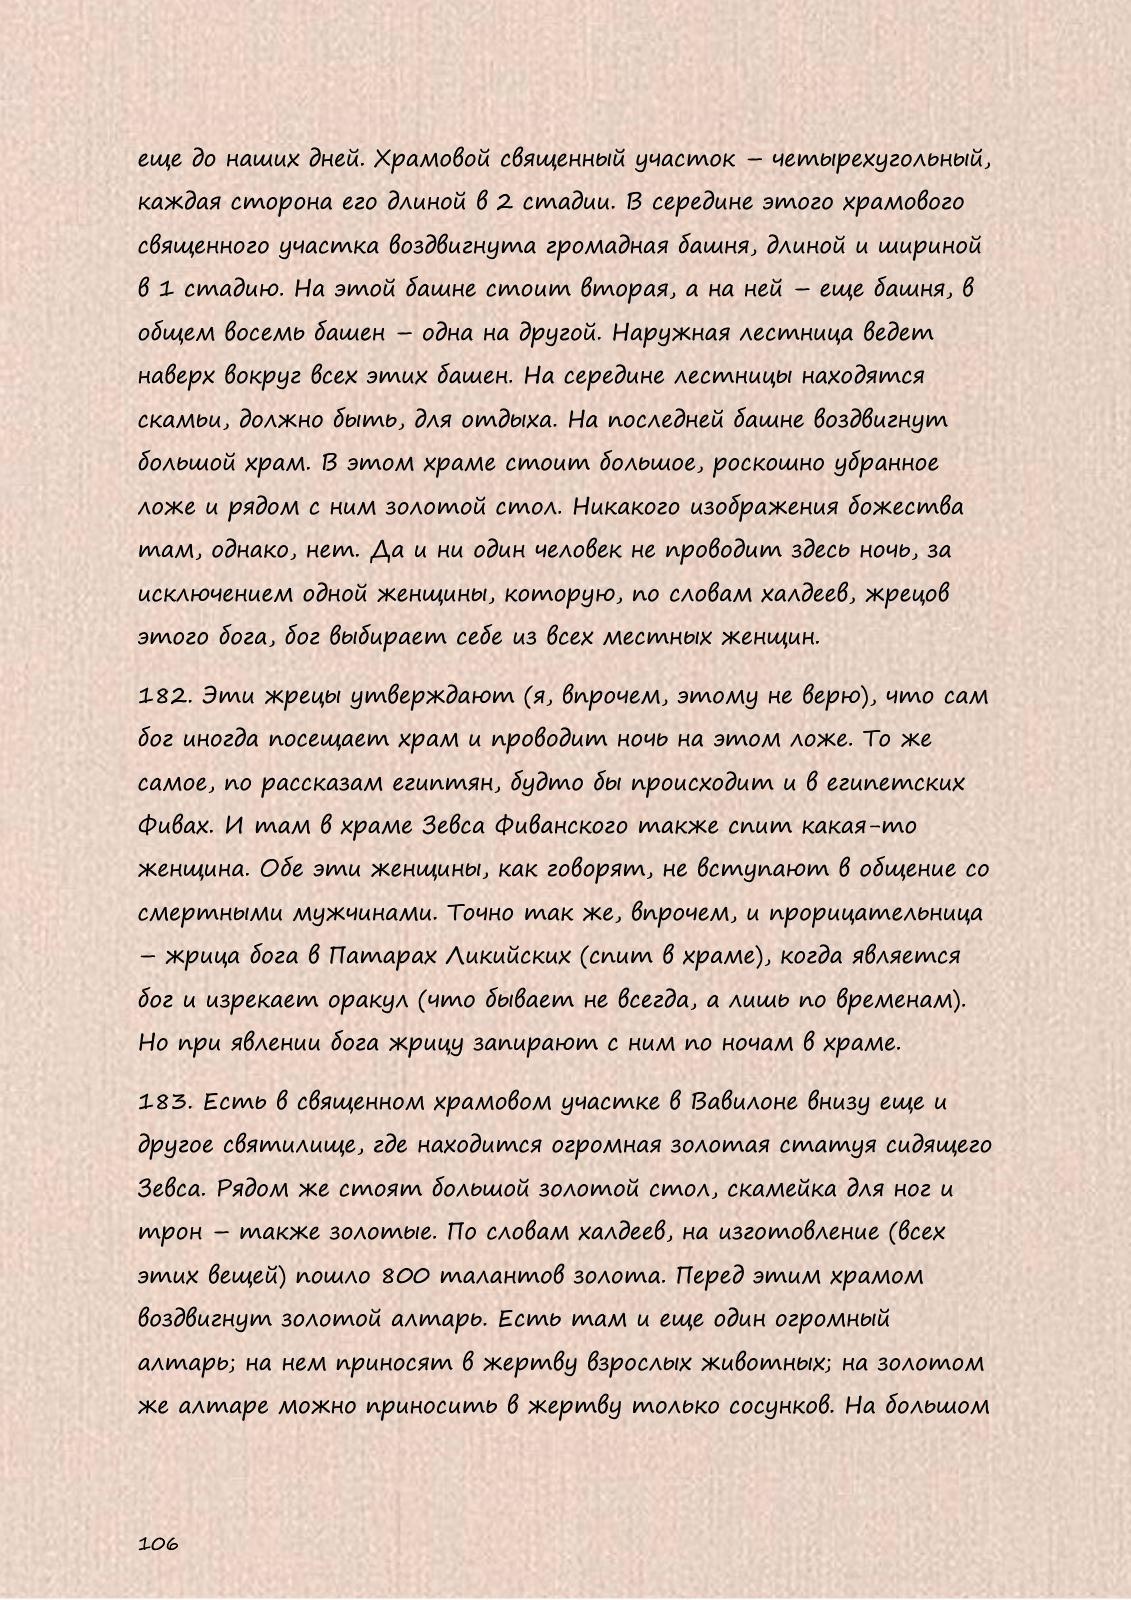 еще до наших дней. Храмовой священный участок – четырехугольный,
каждая сторона его длиной в 2 стадии. В середине этого храмового
священного участка воздвигнута громадная башня, длиной и шириной
в 1 стадию. На этой башне стоит вторая, а на ней – еще башня, в
общем восемь башен – одна на другой. Наружная лестница ведет
наверх вокруг всех этих башен. На середине лестницы находятся
скамьи, должно быть, для отдыха. На последней башне воздвигнут
большой храм. В этом храме стоит большое, роскошно убранное
ложе и рядом с ним золотой стол. Никакого изображения божества
там, однако, нет. Да и ни один человек не проводит здесь ночь, за
исключением одной женщины, которую, по словам халдеев, жрецов
этого бога, бог выбирает себе из всех местных женщин.
182. Эти жрецы утверждают (я, впрочем, этому не верю), что сам
бог иногда посещает храм и проводит ночь на этом ложе. То же
самое, по рассказам египтян, будто бы происходит и в египетских
Фивах. И там в храме Зевса Фиванского также спит какая-то
женщина. Обе эти женщины, как говорят, не вступают в общение со
смертными мужчинами. Точно так же, впрочем, и прорицательница
– жрица бога в Патарах Ликийских (спит в храме), когда является
бог и изрекает оракул (что бывает не всегда, а лишь по временам).
Но при явлении бога жрицу запирают с ним по ночам в храме.
183. Есть в священном храмовом участке в Вавилоне внизу еще и
другое святилище, где находится огромная золотая статуя сидящего
Зевса. Рядом же стоят большой золотой стол, скамейка для ног и
трон – также золотые. По словам халдеев, на изготовление (всех
этих вещей) пошло 800 талантов золота. Перед этим храмом
воздвигнут золотой алтарь. Есть там и еще один огромный
алтарь; на нем приносят в жертву взрослых животных; на золотом
же алтаре можно приносить в жертву только сосунков. На большом
106